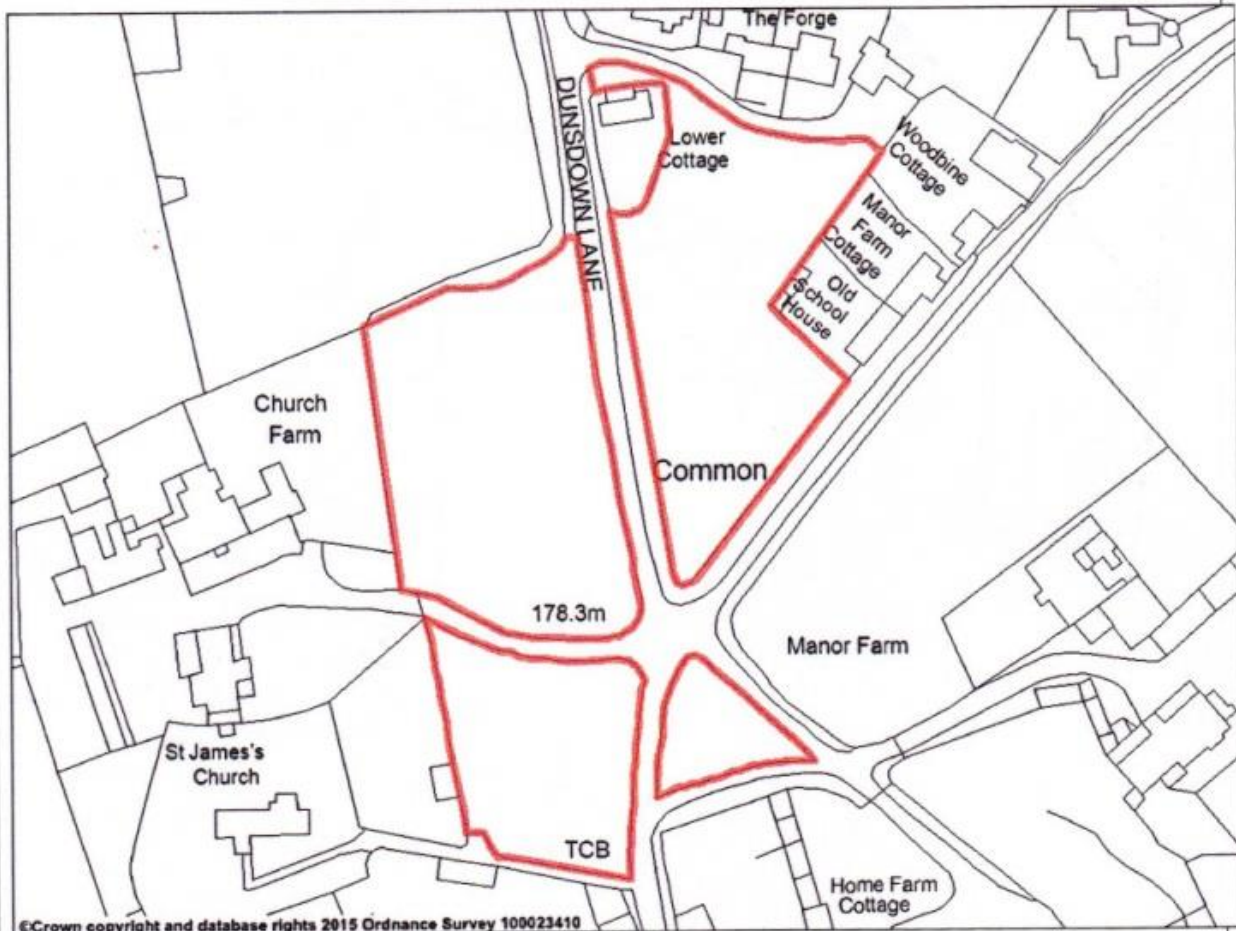 The Forge
DUNSDOWN LANE
Lower
Cottage
Woodbine
Cottage
Manor
Farm
Cottage
Old
School
House
Church
Farm
Common
178.3m
Manor Farm
St James's
Church
TCB
Home Farm
Cottage
©Crown copyright and database rights 2015 Ordnance Survey 100023410